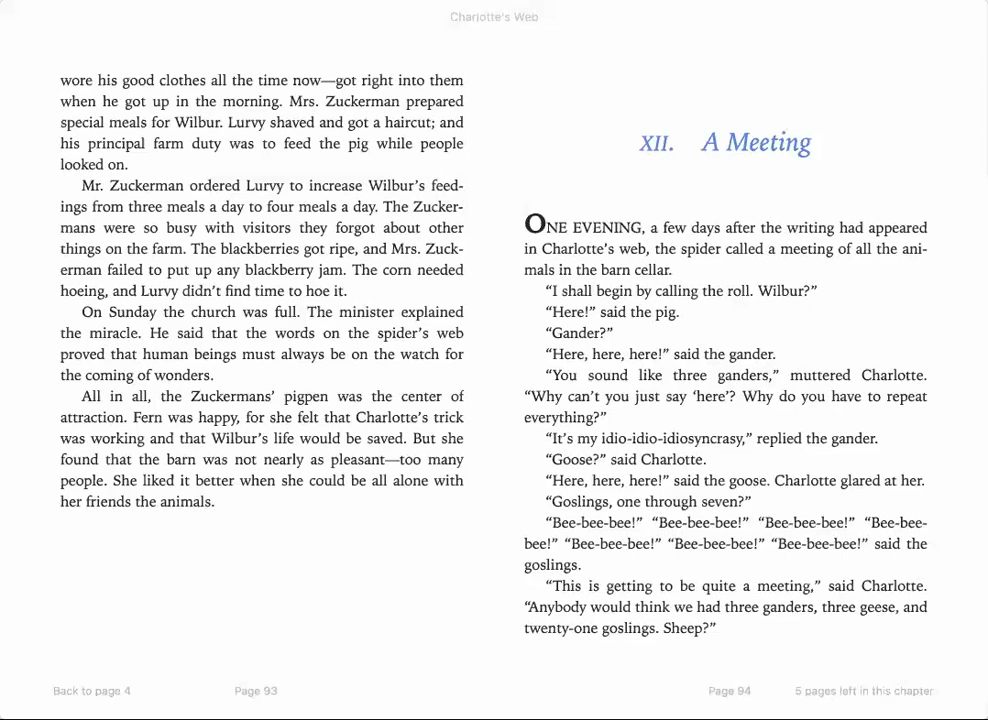 Charlotte's Web
wore his good clothes all the time now—got right into them
when he got up in the morning. Mrs. Zuckerman prepared
special meals for Wilbur. Lurvy shaved and got a haircut; and
his principal farm duty was to feed the pig while people
looked on.
Mr. Zuckerman ordered Lurvy to increase Wilbur’s feed-
ings from three meals a day to four meals a day. The Zucker-
mans were so busy with visitors they forgot about other
things on the farm. The blackberries got ripe, and Mrs. Zuck-
erman failed to put up any blackberry jam. The corn needed
hoeing, and Lurvy didn’t find time to hoe it.
On Sunday the church was full. The minister explained
the miracle. He said that the words on the spider’s web
proved that human beings must always be on the watch for
the coming of wonders.
All in all, the Zuckermans’ pigpen was the center of
attraction. Fern was happy, for she felt that Charlotte’s trick
was working and that Wilbur’s life would be saved. But she
found that the barn was not nearly as pleasant—too many
people. She liked it better when she could be all alone with
her friends the animals.
Back to page 4
Page 93
XII. A Meeting
ONE EVENING, a few days after the writing had appeared
in Charlotte’s web, the spider called a meeting of all the ani-
mals in the barn cellar.
“I shall begin by calling the roll. Wilbur?”
“Here!” said the pig.
“Gander?”
“Here, here, here!” said the gander.
“You sound like three ganders,” muttered Charlotte.
“Why can’t you just say ‘here’? Why do you have to repeat
everything?”
“It’s my idio-idio-idiosyncrasy,” replied the gander.
“Goose?” said Charlotte.
“Here, here, here!” said the goose. Charlotte glared at her.
“Goslings, one through seven?”
“Bee-bee-bee!” “Bee-bee-bee!” “Bee-bee-bee!” “Bee-bee-
bee!” “Bee-bee-bee!” “Bee-bee-bee!” “Bee-bee-bee!” said the
goslings.
“This is getting to be quite a meeting,” said Charlotte.
“Anybody would think we had three ganders, three geese, and
twenty-one goslings. Sheep?”
Page 94
5 pages left in this chapter